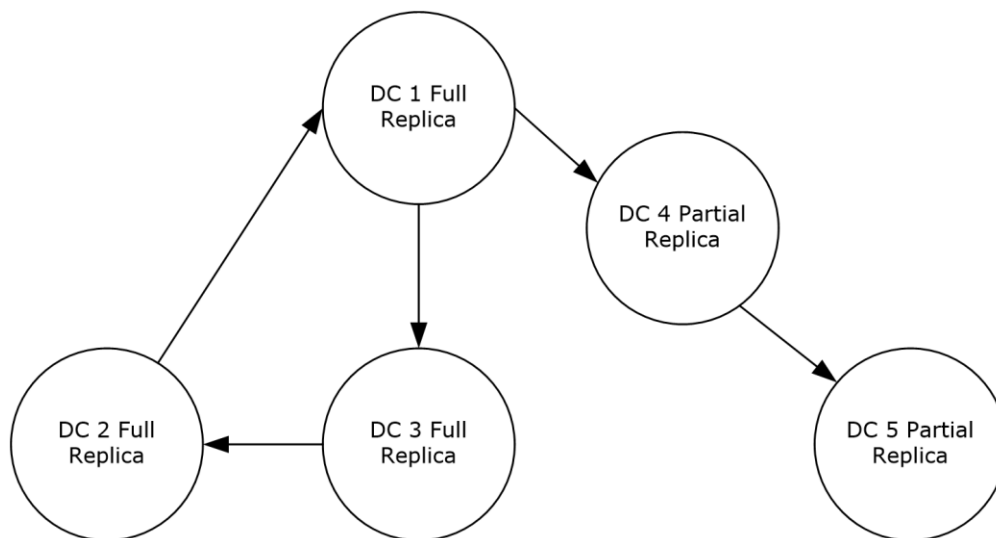 DC 1 Full
Replica
DC 4 Partial
Replica
DC 2 Full
Replica
DC 3 Full
Replica
DC 5 Partial
Replica